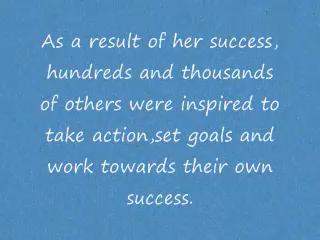 As a result of her success,
hundreds and thousands
of others were inspired to
take action,set goals and
work towards their own
success.